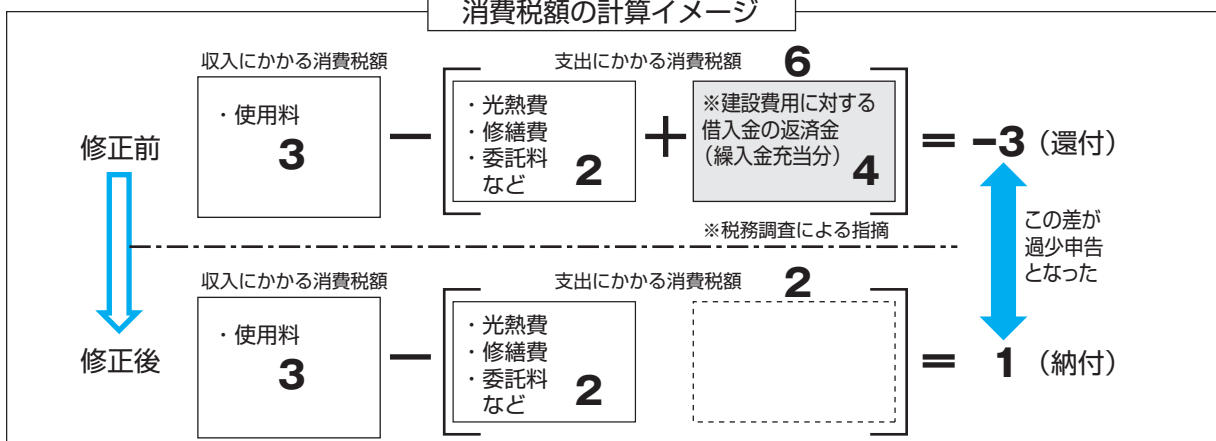 消費税額の計算イメージ
収入にかかる消費税額
支出にかかる消費税額 6
修正前
・使用料
3
−
・光熱費
・修繕費
・委託料
など 2
＋
※建設費用に対する
借入金の返済金
(繰入金充当分) 4
＝ −3（還付）
※税務調査による指摘
この差が
過少申告
となった
収入にかかる消費税額
支出にかかる消費税額 2
修正後
・使用料
3
−
・光熱費
・修繕費
・委託料
など 2
＝ 1（納付）